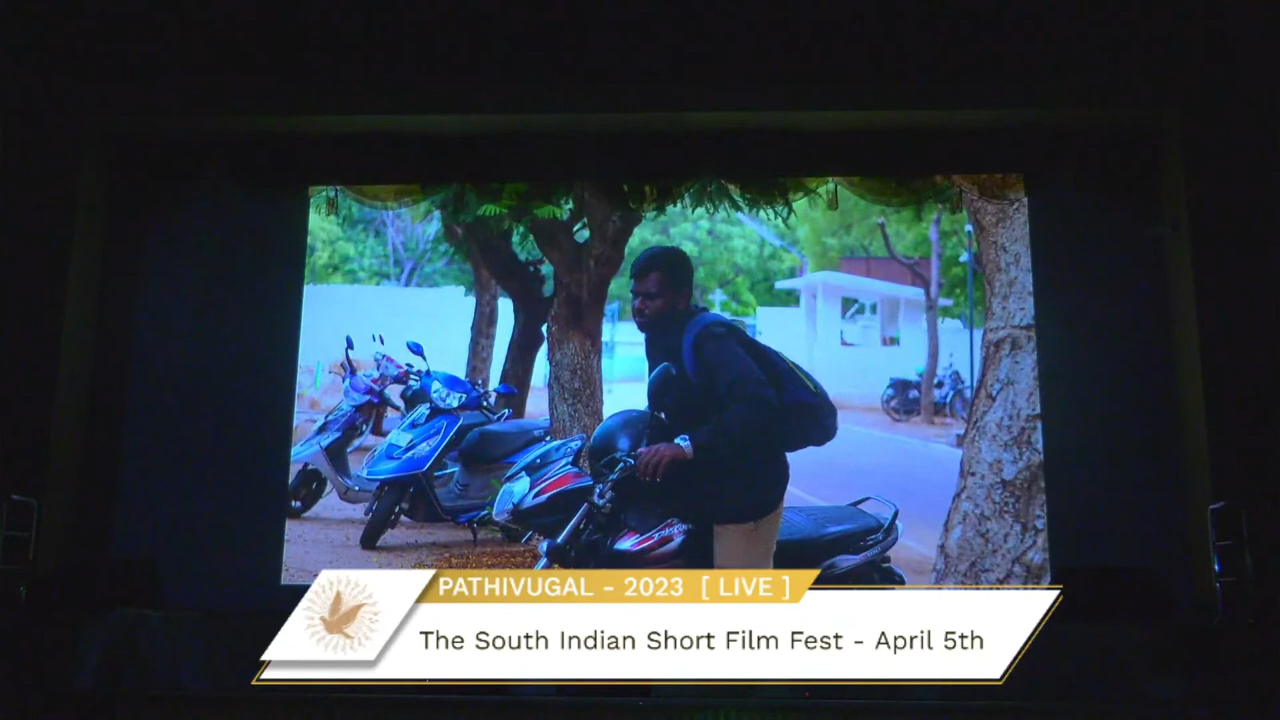 PATHIVUGAL - 2023 [ LIVE ]
The South Indian Short Film Fest - April 5th